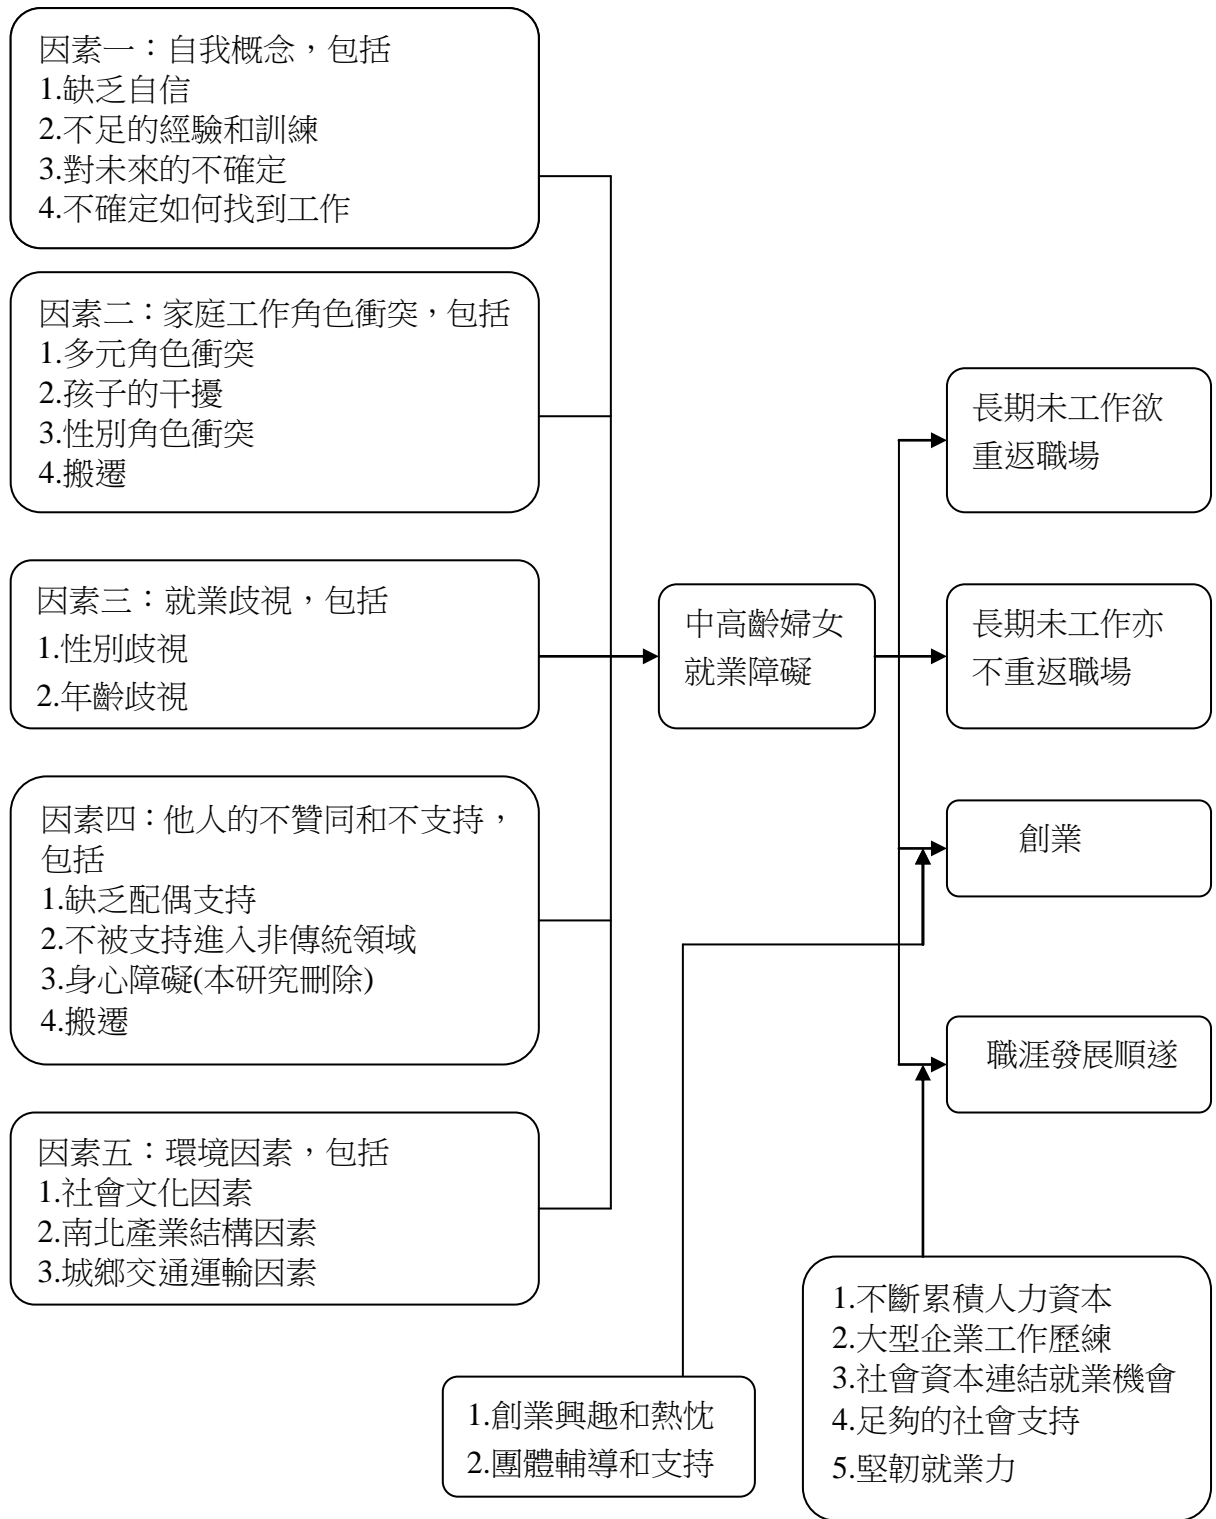 因素一：自我概念，包括
1.缺乏自信
2.不足的經驗和訓練
3.對未來的不確定
4.不確定如何找到工作
因素二：家庭工作角色衝突，包括
1.多元角色衝突
2.孩子的干擾
3.性別角色衝突
4.搬遷
因素三：就業歧視，包括
1.性別歧視
2.年齡歧視
因素四：他人的不贊同和不支持，
包括
1.缺乏配偶支持
2.不被支持進入非傳統領域
3.身心障礙(本研究刪除)
4.搬遷
因素五：環境因素，包括
1.社會文化因素
2.南北產業結構因素
3.城鄉交通運輸因素
中高齡婦女
就業障礙
長期未工作欲
重返職場
長期未工作亦
不重返職場
創業
職涯發展順遂
1.創業興趣和熱忱
2.團體輔導和支持
1.不斷累積人力資本
2.大型企業工作歷練
3.社會資本連結就業機會
4.足夠的社會支持
5.堅韌就業力